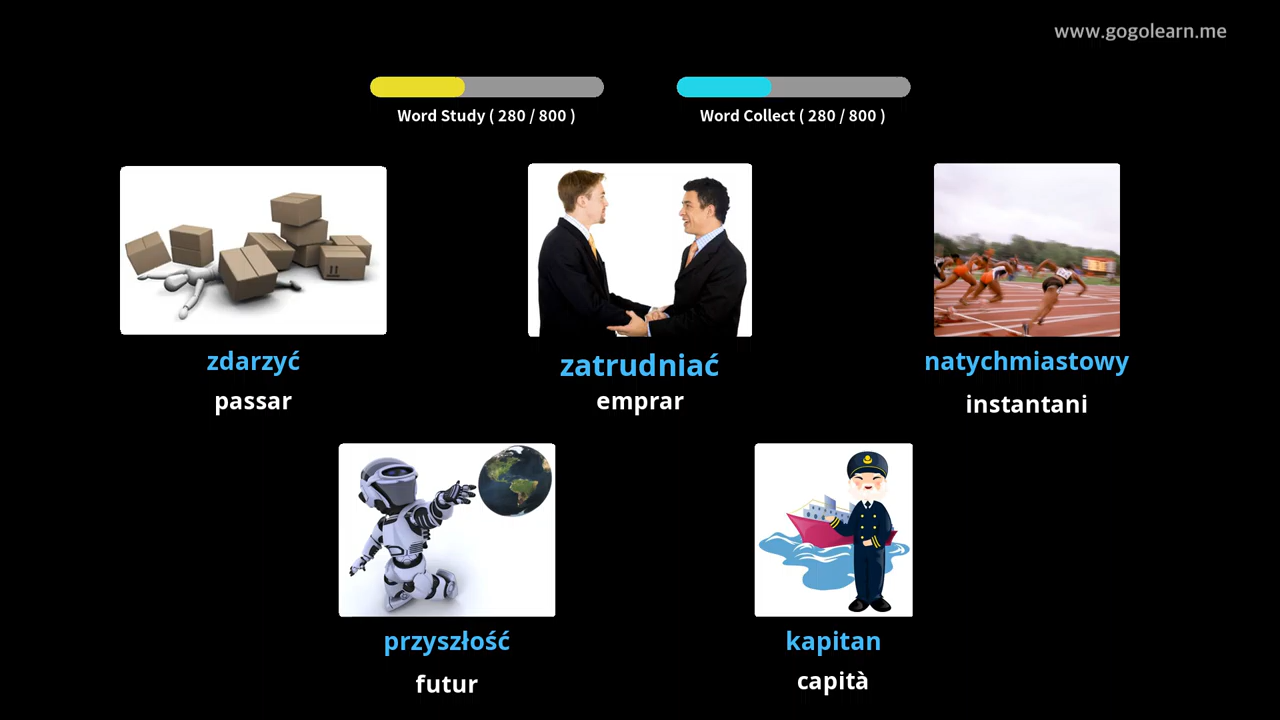 www.gogolearn.me
Word Study ( 280 / 800 )
Word Collect ( 280 / 800 )
zdarzyć
passar
zatrudniać
emprar
natychmiastowy
instantani
przyszłość
futur
kapitan
capità